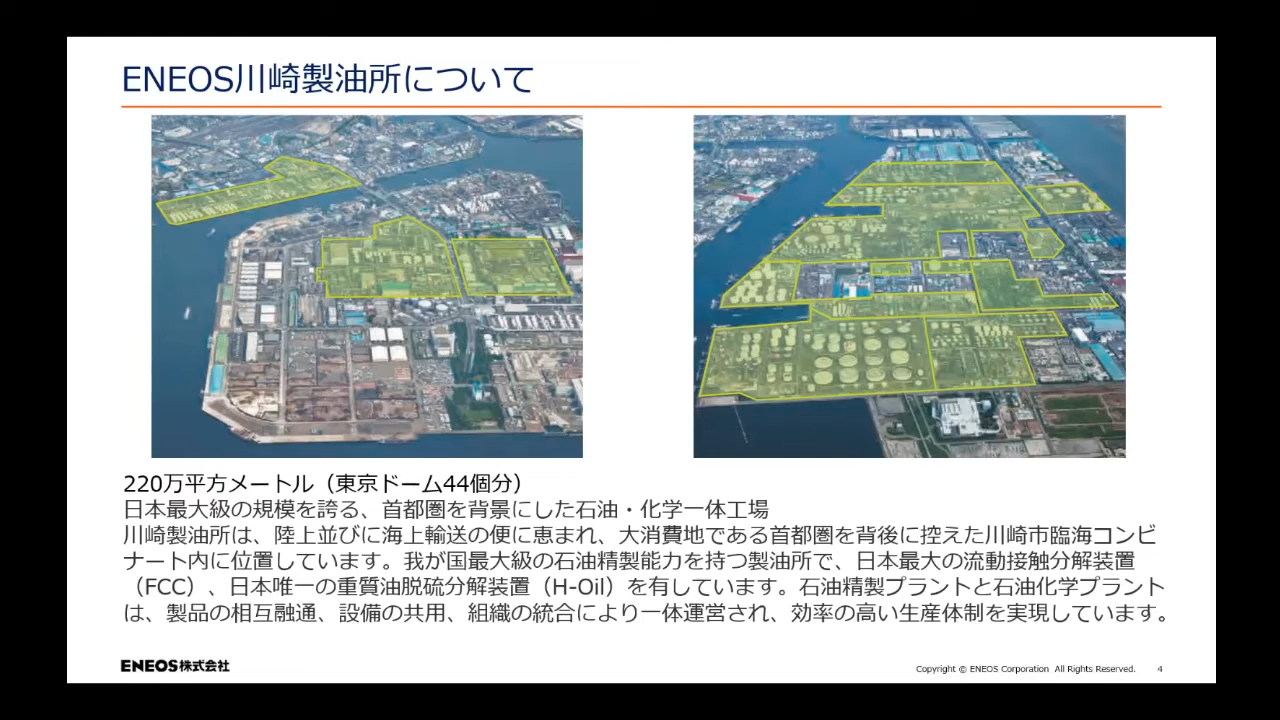 ENEOS川崎製油所について
220万平方メートル（東京ドーム44個分）
日本最大級の規模を誇る、首都圏を背景にした石油・化学一体工場
川崎製油所は、陸上並びに海上輸送の便に恵まれ、大消費地である首都圏を背後に控えた川崎市臨海コンビ
ナート内に位置しています。我が国最大級の石油精製能力を持つ製油所で、日本最大の流動接触分解装置
（FCC）、日本唯一の重質油脱硫分解装置（H-Oil）を有しています。石油精製プラントと石油化学プラント
は、製品の相互融通、設備の共用、組織の統合により一体運営され、効率の高い生産体制を実現しています。
ENEOS株式会社
Copyright © ENEOS Corporation All Rights Reserved. 4